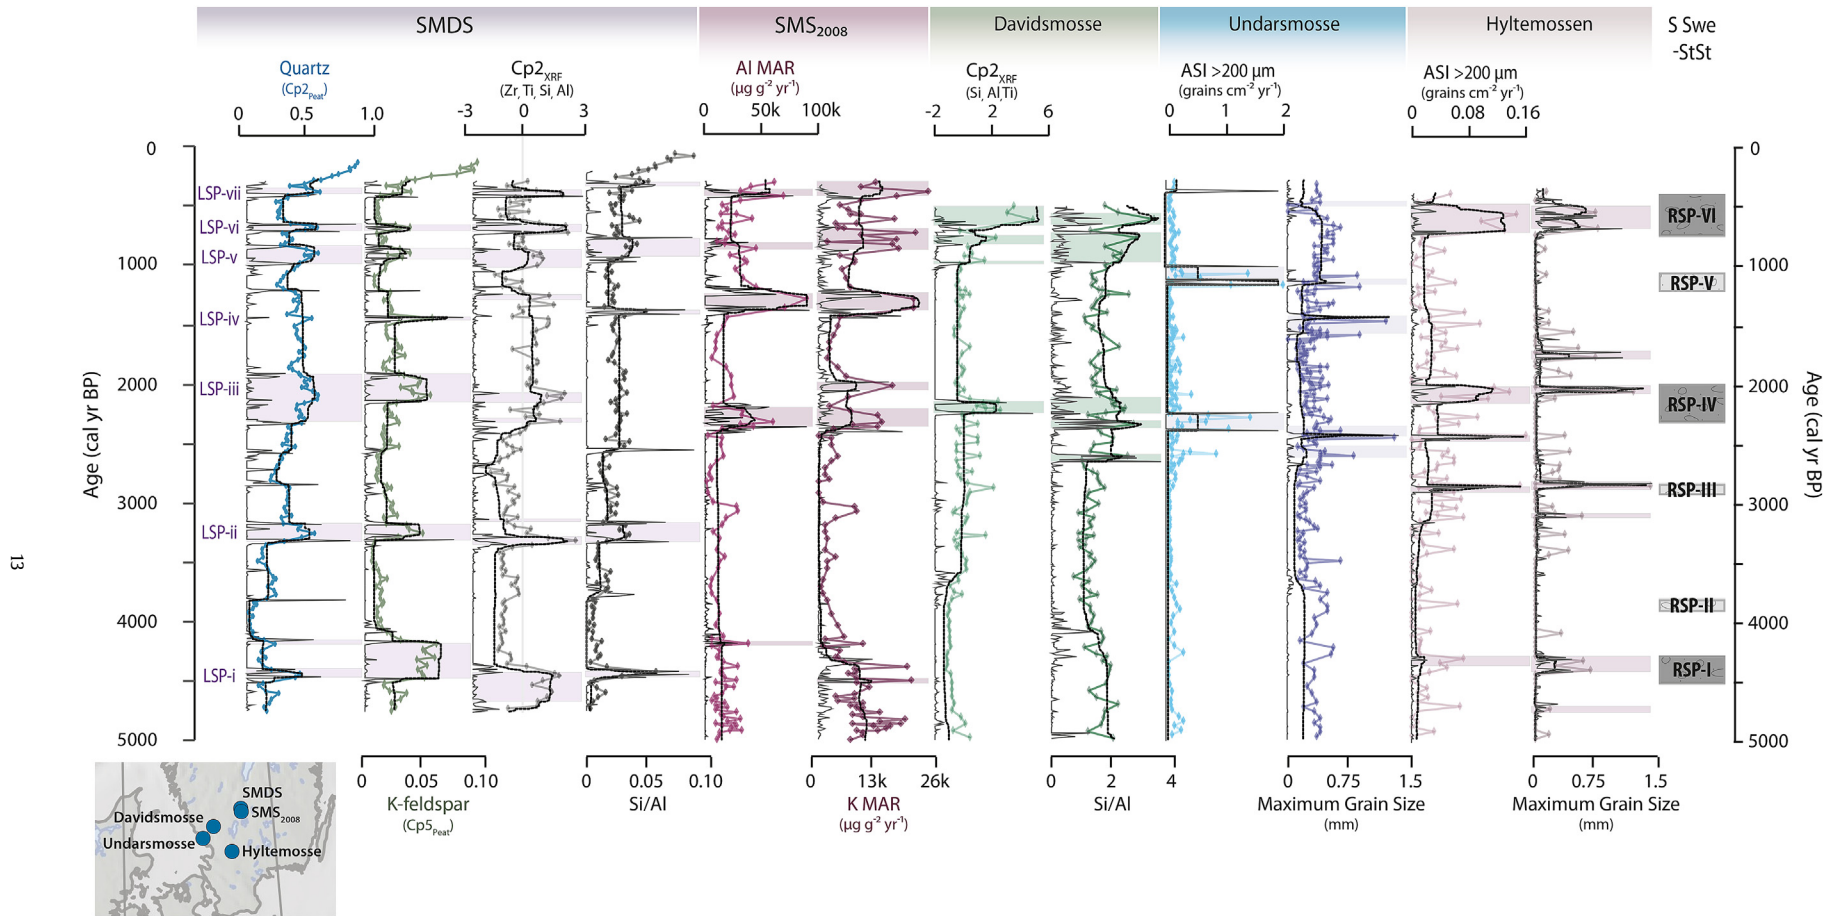 SMDS
SMS2008
Davidsmosse
Undarsmosse
Hyltemossen
S Swe
-StSt
Quartz
(Cp2Peat)
0 0.5 1.0
Cp2XRF
(Zr, Ti, Si, Al)
-3 0 3
Al MAR
(µg g-2 yr-1)
0 50k 100k
Cp2XRF
(Si, Al,Ti)
-2 2 6
ASI >200 µm
(grains cm-2 yr-1)
0 1 2
ASI >200 µm
(grains cm-2 yr-1)
0 0.08 0.16
Age (cal yr BP)
0
1000
2000
3000
4000
5000
LSP-vii
LSP-vi
LSP-v
LSP-iv
LSP-iii
LSP-ii
LSP-i
RSP-VI
RSP-V
RSP-IV
RSP-III
RSP-II
RSP-I
0
1000
2000
3000
4000
5000
Age (cal yr BP)
13
0 0.05 0.10
K-feldspar
(Cp5Peat)
0 0.05 0.10
Si/Al
0 13k 26k
K MAR
(µg g-2 yr-1)
0 2 4
Si/Al
0 0.75 1.5
Maximum Grain Size
(mm)
0 0.75 1.5
Maximum Grain Size
(mm)
SMDS
SMS2008
Davidsmosse
Undarsmosse
Hyltemosse